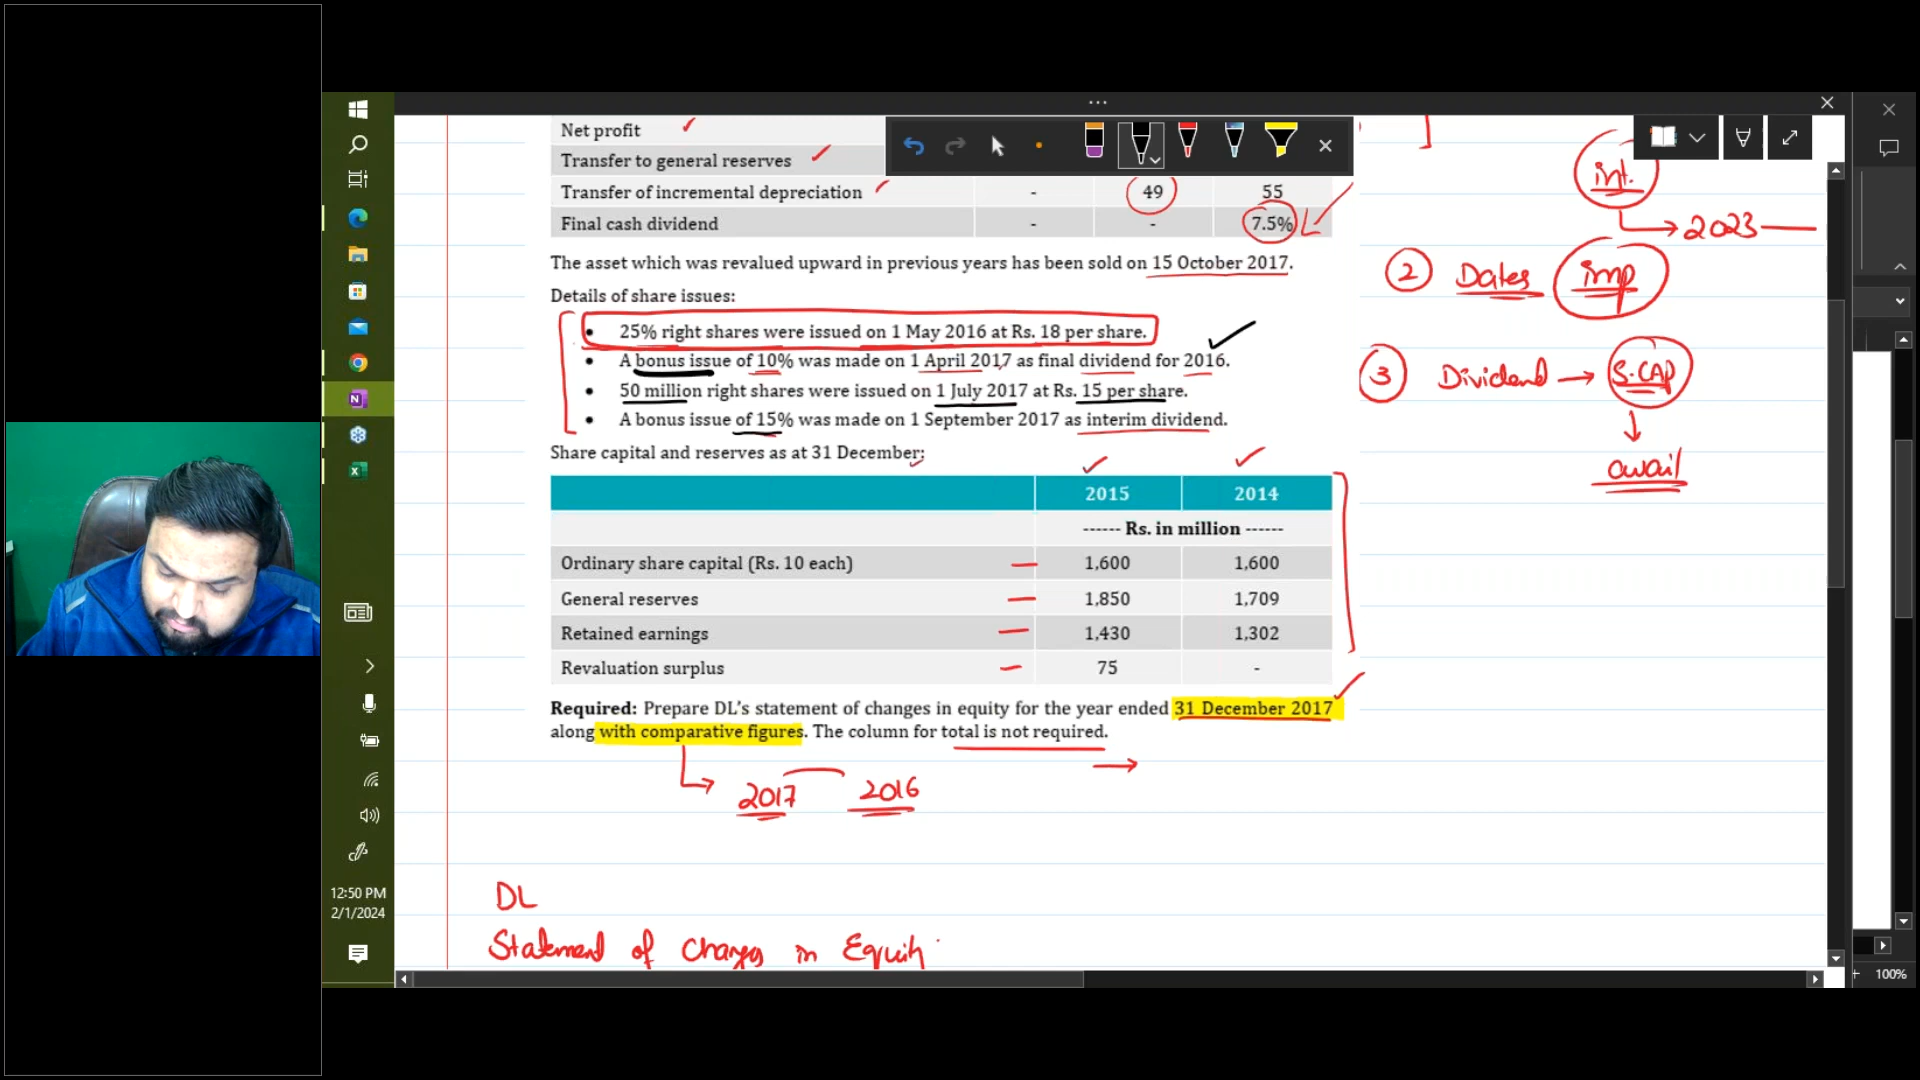 Net profit
Transfer to general reserves
Transfer of incremental depreciation - 49 55
Final cash dividend - - 7.5%
The asset which was revalued upward in previous years has been sold on 15 October 2017.
Details of share issues:
• 25% right shares were issued on 1 May 2016 at Rs. 18 per share.
• A bonus issue of 10% was made on 1 April 2017 as final dividend for 2016.
• 50 million right shares were issued on 1 July 2017 at Rs. 15 per share.
• A bonus issue of 15% was made on 1 September 2017 as interim dividend.
Share capital and reserves as at 31 December:
2015 2014
------ Rs. in million ------
Ordinary share capital (Rs. 10 each) 1,600 1,600
General reserves 1,850 1,709
Retained earnings 1,430 1,302
Revaluation surplus 75 -
Required: Prepare DL's statement of changes in equity for the year ended 31 December 2017
along with comparative figures. The column for total is not required.
2017 2016
DL
Statement of Changes in Equity
int.
2023
2 Dates imp
3 Dividend → S.CAP
avail
12:50 PM
2/1/2024
100%